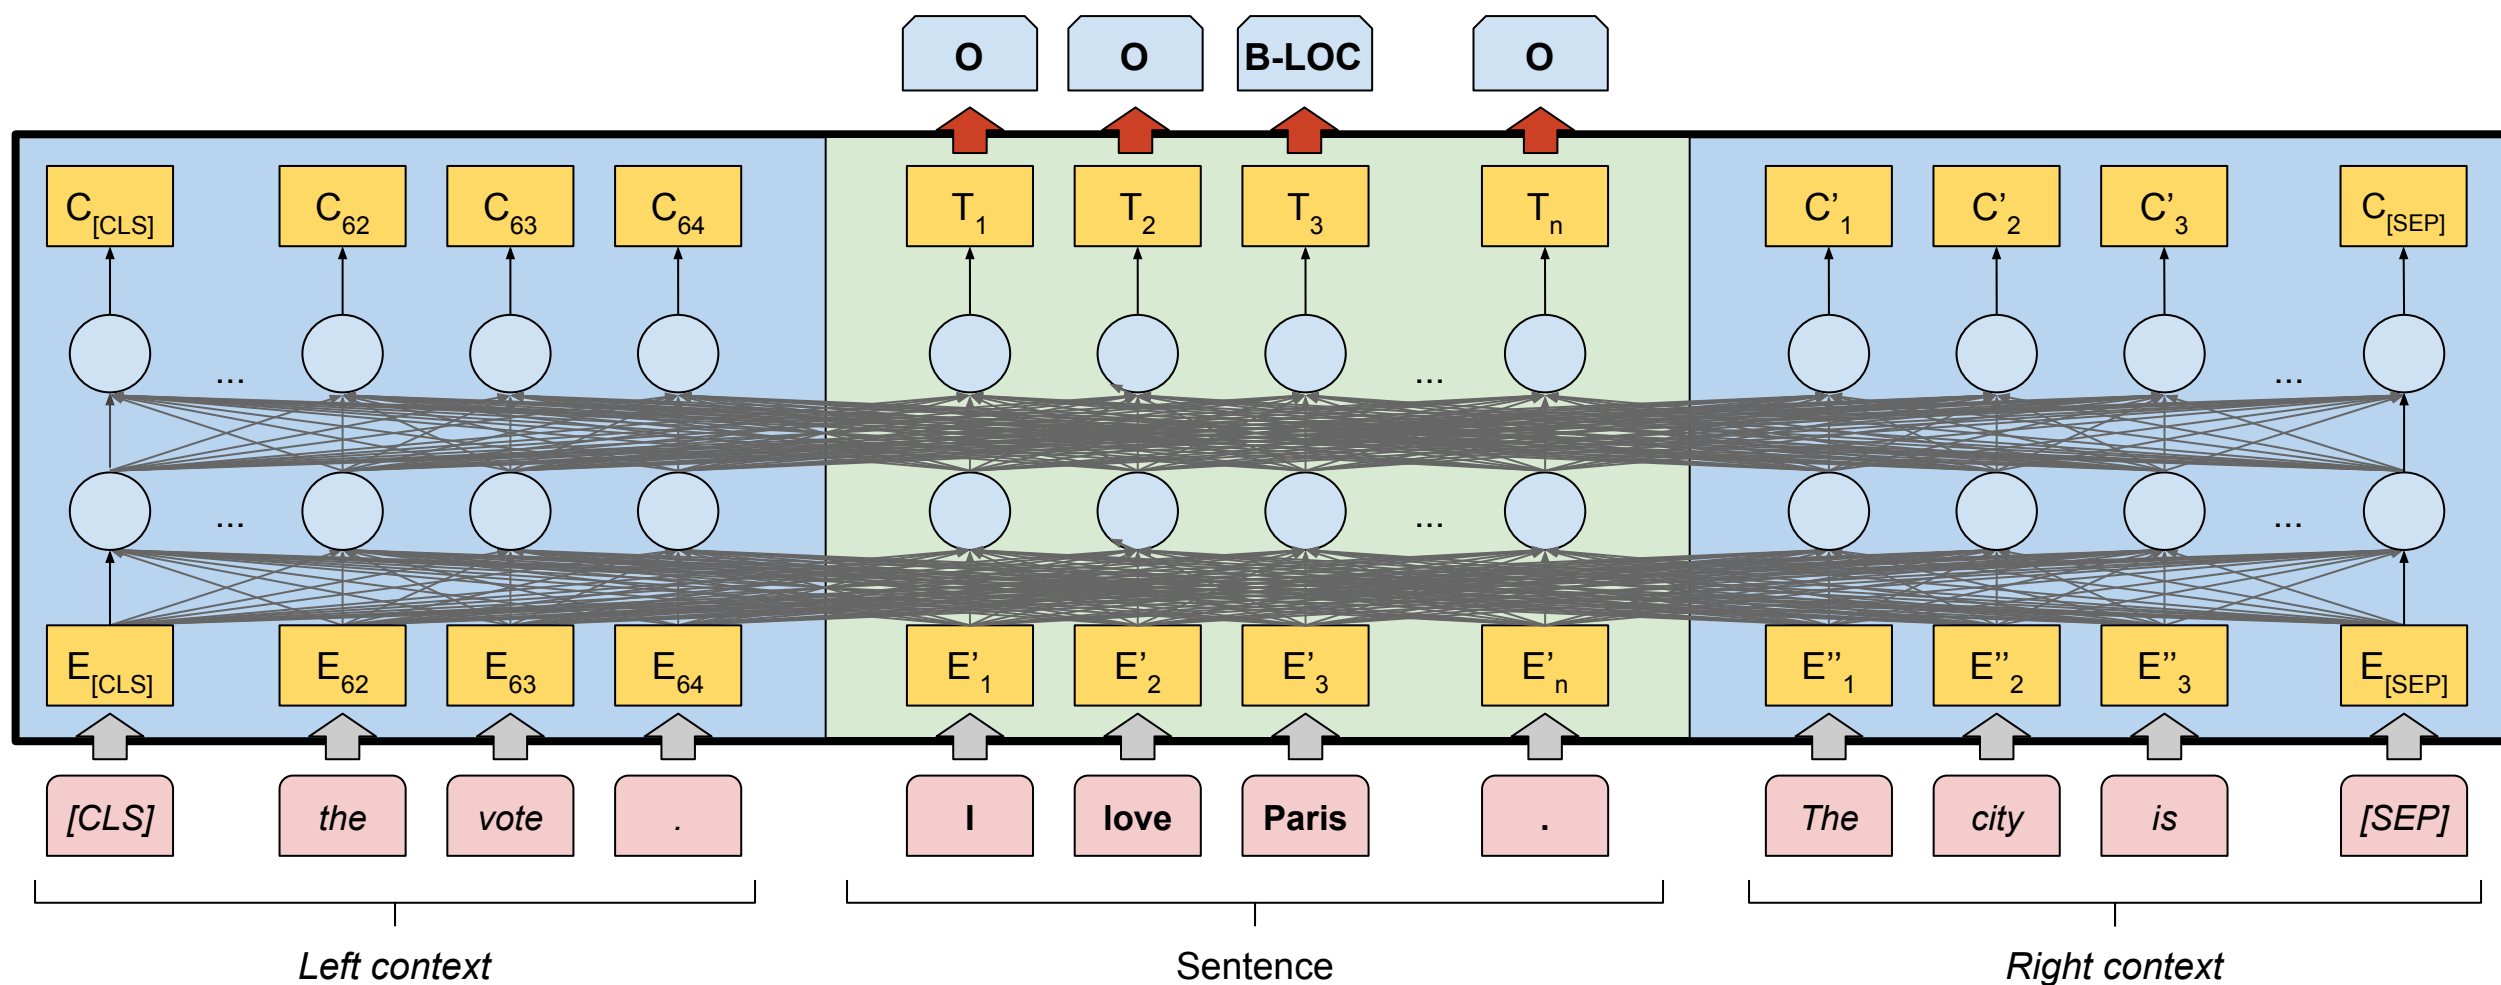 O O B-LOC O
C[CLS] C62 C63 C64 T1 T2 T3 Tn C’1 C’2 C’3 C[SEP]
... ... ...
... ... ...
E[CLS] E62 E63 E64 E’1 E’2 E’3 E’n E’’1 E’’2 E’’3 E[SEP]
[CLS] the vote . I love Paris . The city is [SEP]
Left context Sentence Right context